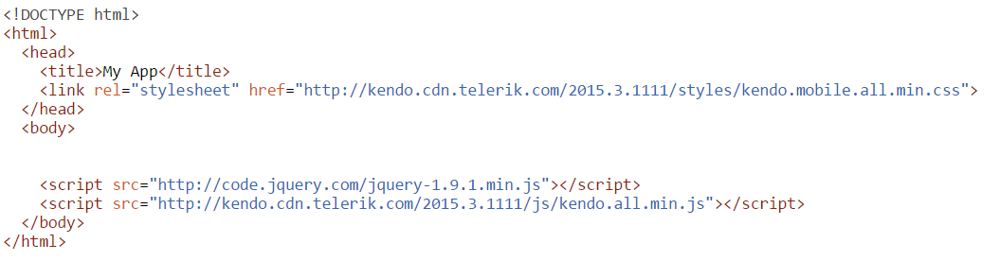 <!DOCTYPE html>
<html>
<head>
<title>My App</title>
<link rel="stylesheet" href="http://kendo.cdn.telerik.com/2015.3.1111/styles/kendo.mobile.all.min.css">
</head>
<body>
<script src="http://code.jquery.com/jquery-1.9.1.min.js"></script>
<script src="http://kendo.cdn.telerik.com/2015.3.1111/js/kendo.all.min.js"></script>
</body>
</html>